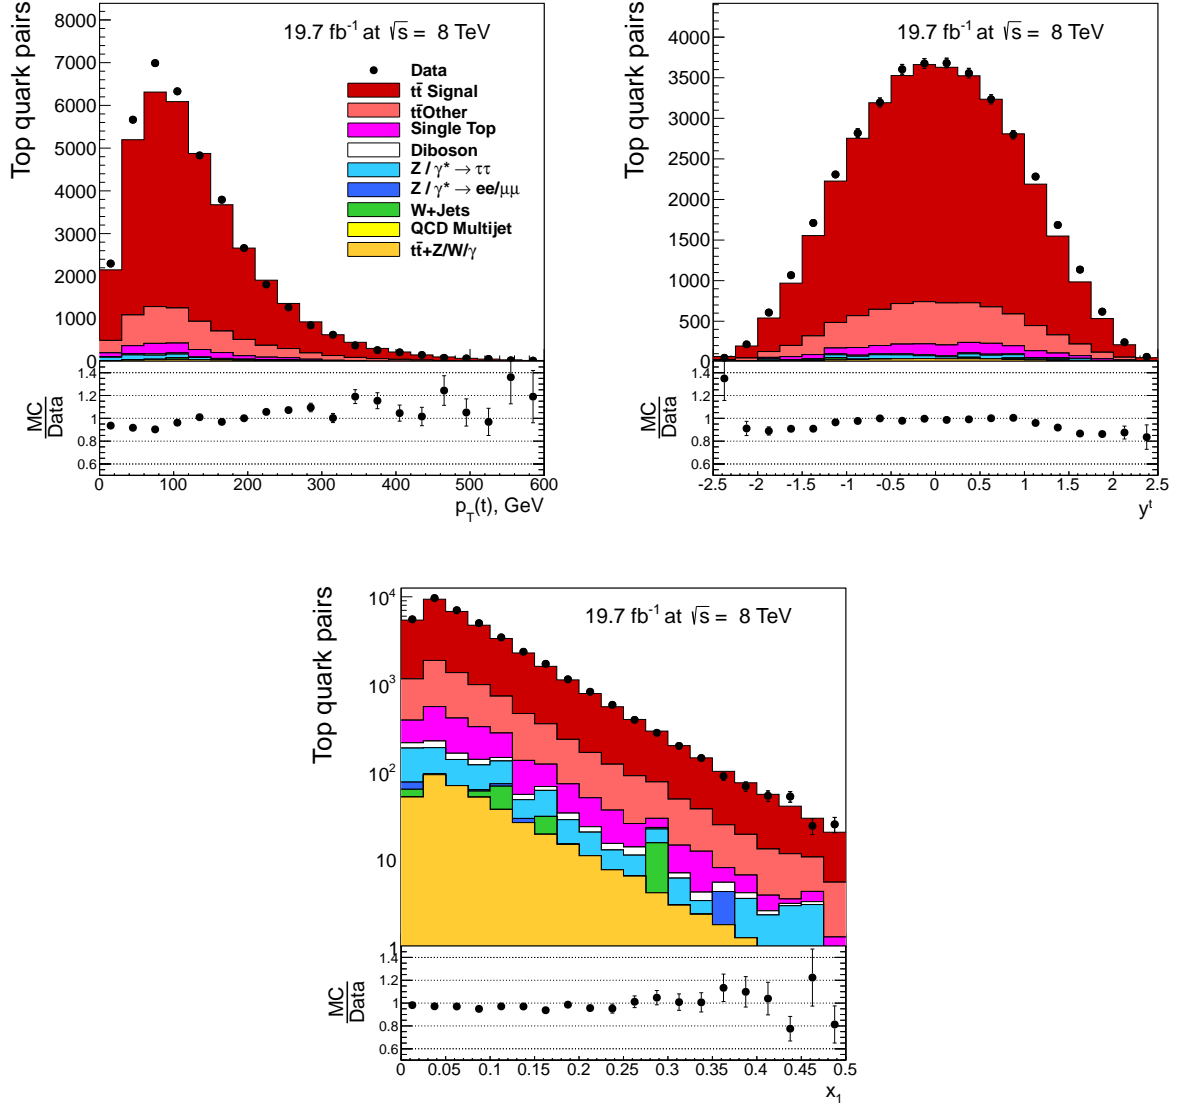 Top quark pairs
19.7 fb⁻¹ at √s = 8 TeV
8000
7000
6000
5000
4000
3000
2000
1000
0
Data
tt̄ Signal
tt̄Other
Single Top
Diboson
Z / γ* → ττ
Z / γ* → ee/μμ
W+Jets
QCD Multijet
tt̄+Z/W/γ
MC
Data
1.4
1.2
1
0.8
0.6
0 100 200 300 400 500 600
p_T(t), GeV
Top quark pairs
19.7 fb⁻¹ at √s = 8 TeV
4000
3500
3000
2500
2000
1500
1000
500
0
MC
Data
1.4
1.2
1
0.8
0.6
-2.5 -2 -1.5 -1 -0.5 0 0.5 1 1.5 2 2.5
yᵗ
Top quark pairs
19.7 fb⁻¹ at √s = 8 TeV
10⁴
10³
10²
10
1
MC
Data
1.4
1.2
1
0.8
0.6
0 0.05 0.1 0.15 0.2 0.25 0.3 0.35 0.4 0.45 0.5
x₁